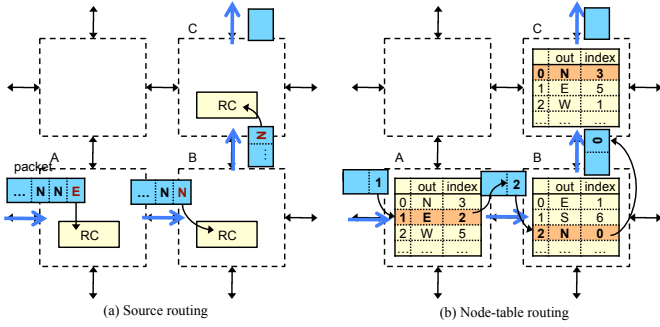 C
RC
N ...
packet
A
... N N E
RC
B
... N N
RC
(a) Source routing
C
out index
0 N 3
1 E 5
2 W 1
... ... ...
0
A
1
out index
0 N 3
1 E 2
2 W 5
... ... ...
2
B
out index
0 E 1
1 S 6
2 N 0
... ... ...
(b) Node-table routing